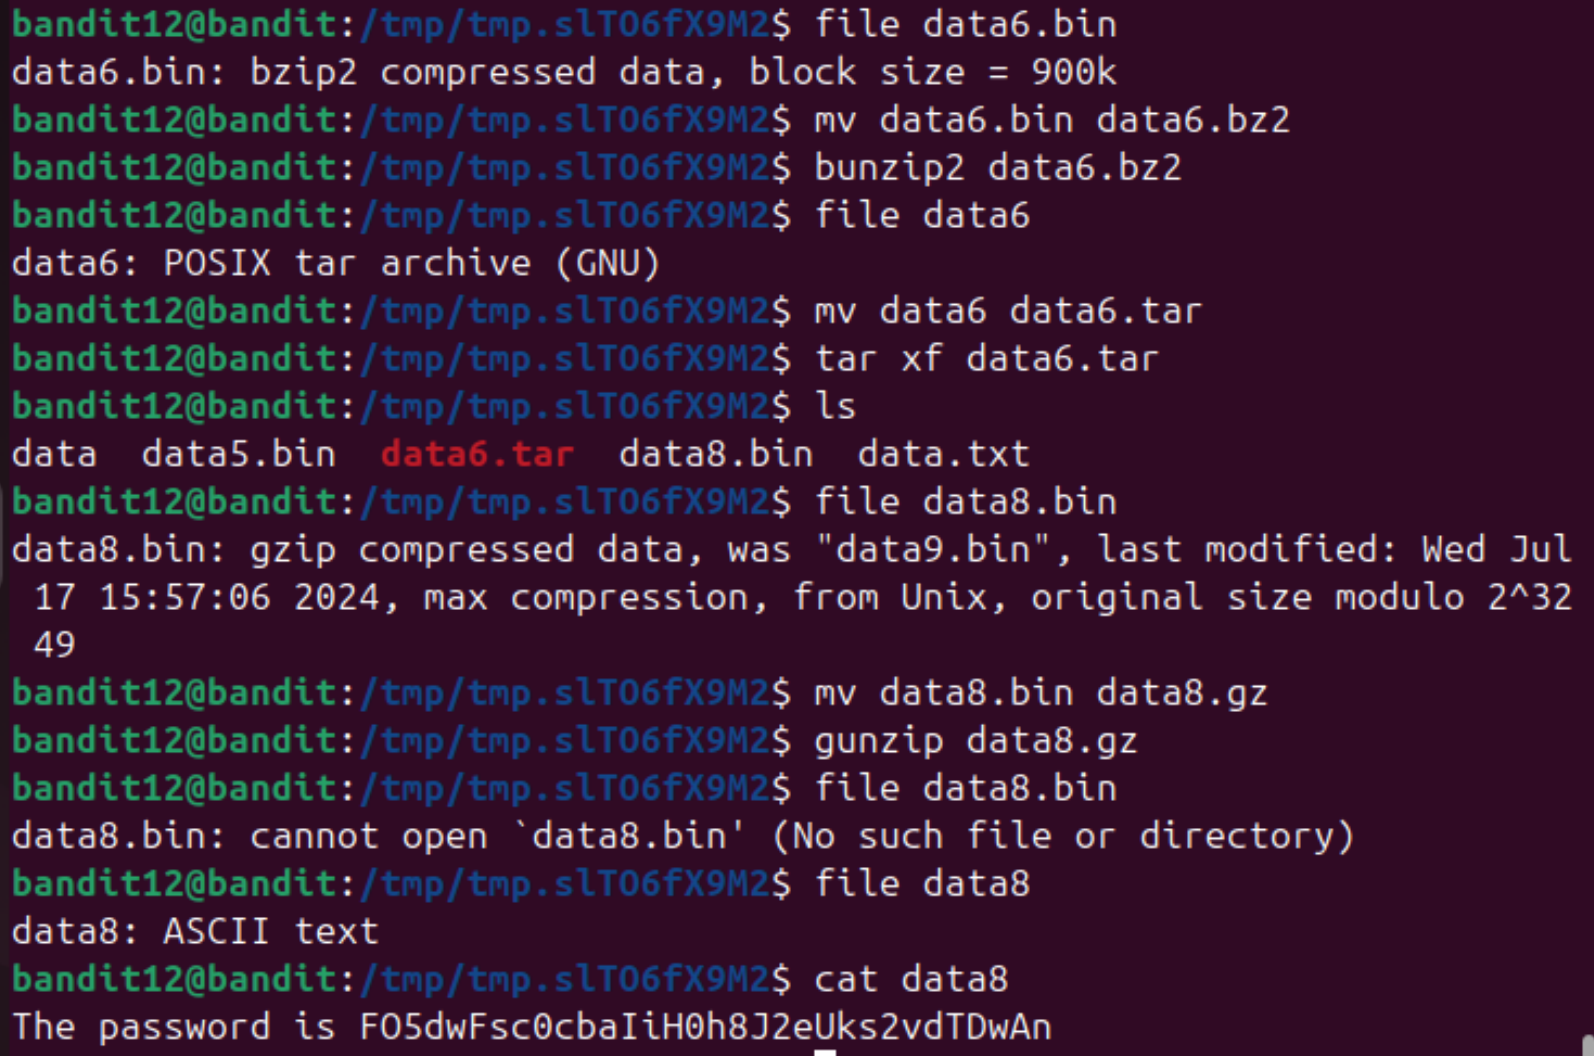 bandit12@bandit:/tmp/tmp.slTO6fX9M2$ file data6.bin
data6.bin: bzip2 compressed data, block size = 900k
bandit12@bandit:/tmp/tmp.slTO6fX9M2$ mv data6.bin data6.bz2
bandit12@bandit:/tmp/tmp.slTO6fX9M2$ bunzip2 data6.bz2
bandit12@bandit:/tmp/tmp.slTO6fX9M2$ file data6
data6: POSIX tar archive (GNU)
bandit12@bandit:/tmp/tmp.slTO6fX9M2$ mv data6 data6.tar
bandit12@bandit:/tmp/tmp.slTO6fX9M2$ tar xf data6.tar
bandit12@bandit:/tmp/tmp.slTO6fX9M2$ ls
data  data5.bin  data6.tar  data8.bin  data.txt
bandit12@bandit:/tmp/tmp.slTO6fX9M2$ file data8.bin
data8.bin: gzip compressed data, was "data9.bin", last modified: Wed Jul
 17 15:57:06 2024, max compression, from Unix, original size modulo 2^32
 49
bandit12@bandit:/tmp/tmp.slTO6fX9M2$ mv data8.bin data8.gz
bandit12@bandit:/tmp/tmp.slTO6fX9M2$ gunzip data8.gz
bandit12@bandit:/tmp/tmp.slTO6fX9M2$ file data8.bin
data8.bin: cannot open `data8.bin' (No such file or directory)
bandit12@bandit:/tmp/tmp.slTO6fX9M2$ file data8
data8: ASCII text
bandit12@bandit:/tmp/tmp.slTO6fX9M2$ cat data8
The password is FO5dwFsc0cbaIiH0h8J2eUks2vdTDwAn